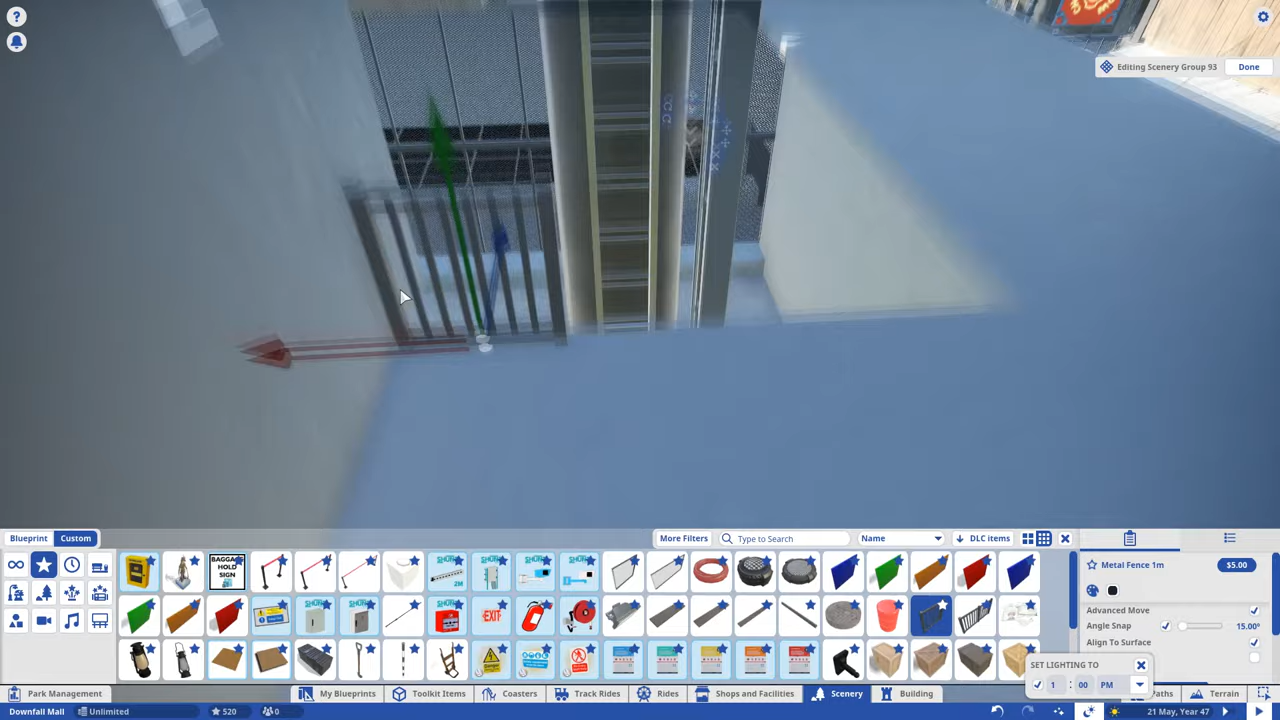 Editing Scenery Group 93
Done
Blueprint
Custom
More Filters
Type to Search
Name
DLC items
BAGGAGE
HOLD
SIGN
2M
EXIT
Metal Fence 1m
$5.00
Advanced Move
Angle Snap
15.00°
Align To Surface
SET LIGHTING TO
1 : 00 PM
Park Management
My Blueprints
Toolkit Items
Coasters
Track Rides
Rides
Shops and Facilities
Scenery
Building
Paths
Terrain
Downfall Mall
Unlimited
520
0
21 May, Year 47